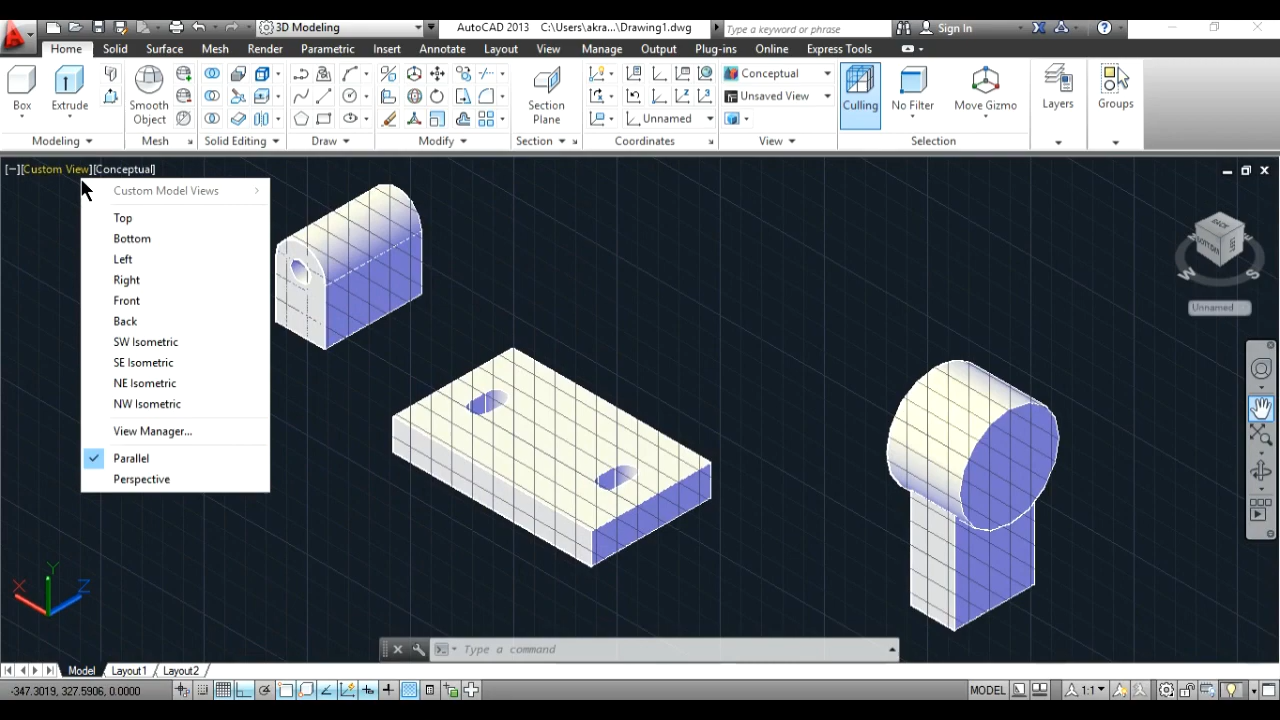 3D Modeling
AutoCAD 2013 C:\Users\akra...\Drawing1.dwg
Type a keyword or phrase
Sign In
Home Solid Surface Mesh Render Parametric Insert Annotate Layout View Manage Output Plug-ins Online Express Tools
Box
Extrude
Smooth
Object
Section
Plane
Unnamed
Conceptual
Unsaved View
Culling
No Filter
Move Gizmo
Layers
Groups
Modeling Mesh Solid Editing Draw Modify Section Coordinates View Selection
[−][Custom View][Conceptual]
Custom Model Views
Top
Bottom
Left
Right
Front
Back
SW Isometric
SE Isometric
NE Isometric
NW Isometric
View Manager...
Parallel
Perspective
BACK
W S
Unnamed
X Y Z
Type a command
Model Layout1 Layout2
-347.3019, 327.5906, 0.0000
MODEL
1:1